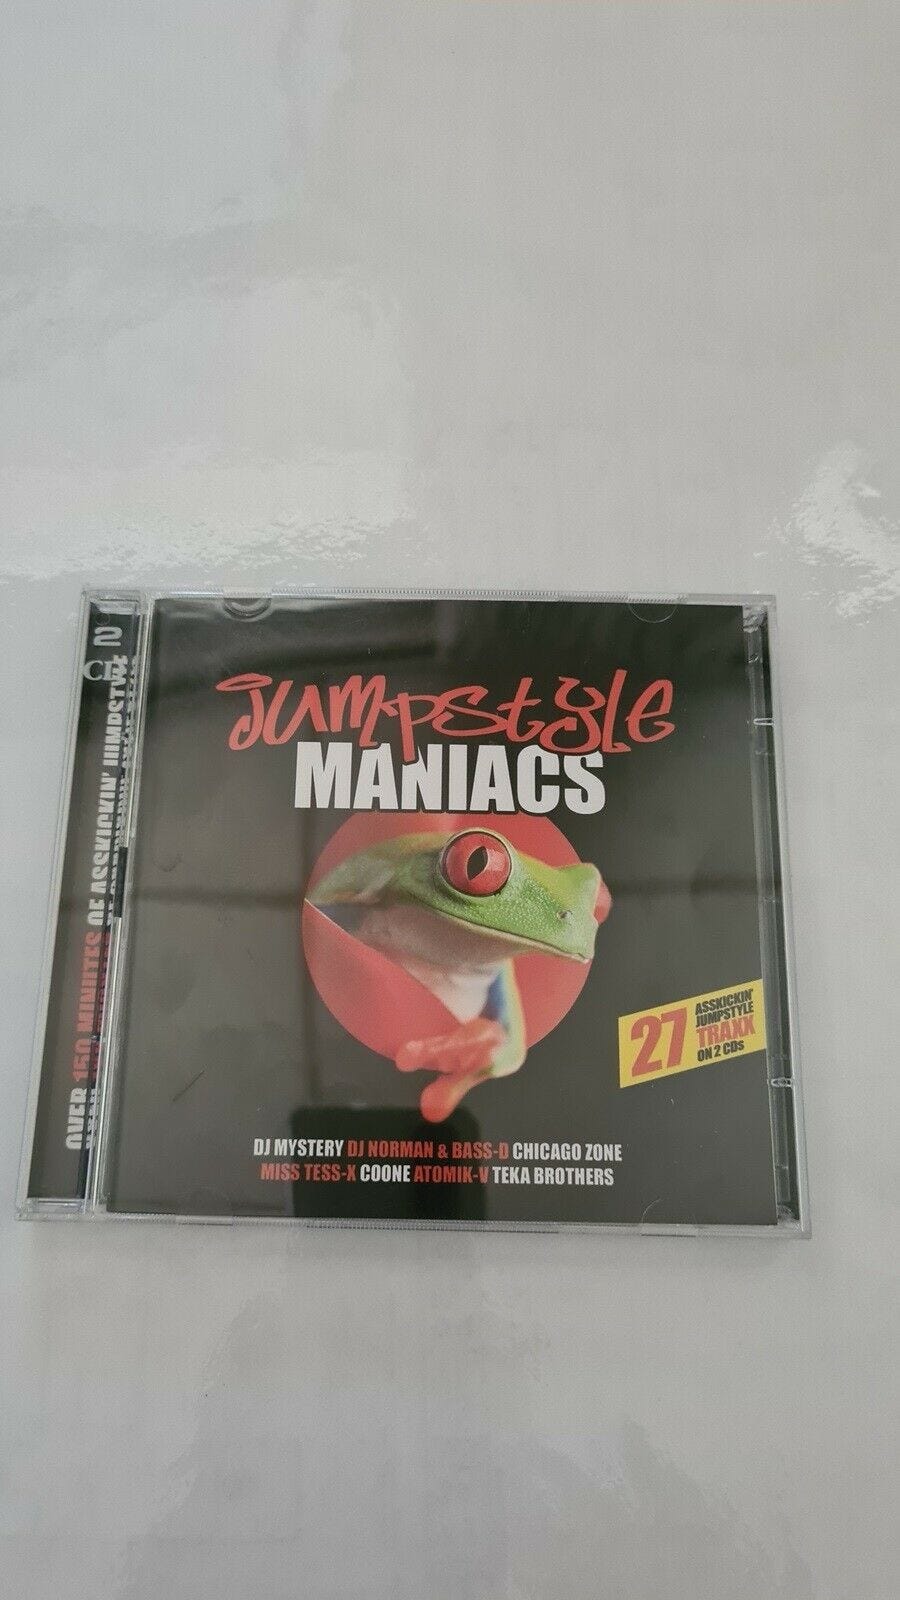 Jumpstyle
MANIACS
27
ASSKICKIN'
JUMPSTYLE
TRAXX
ON 2 CDs
DJ MYSTERY DJ NORMAN & BASS-D CHICAGO ZONE
MISS TESS-X COONE ATOMIK-V TEKA BROTHERS
2
CD
OVER 150 MINUTES OF ASSKICKIN' JUMPSTYLE